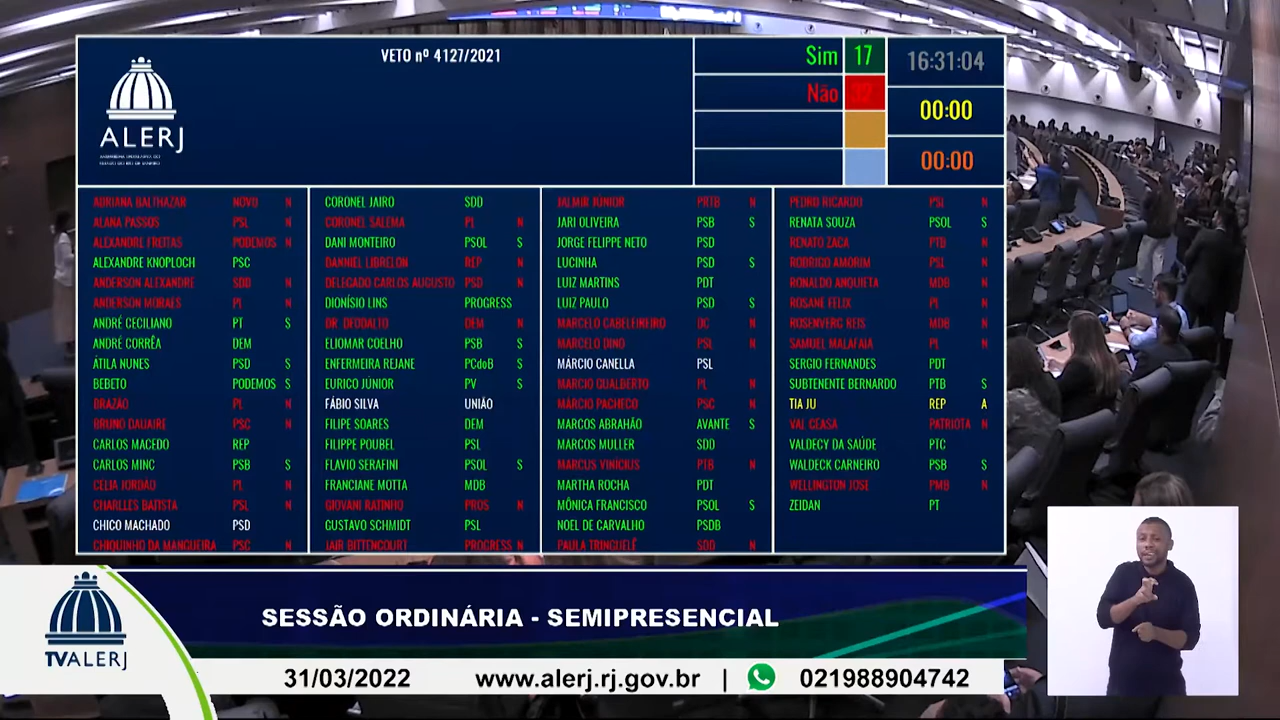 VETO nº 4127/2021
Sim 17
Não
16:31:04
00:00
00:00
ALERJ
ADRIANA BALTHAZAR NOVO N
ALANA PASSOS PSL N
ALEXANDRE FREITAS PODEMOS N
ALEXANDRE KNOPLOCH PSC
ANDERSON ALEXANDRE SDD N
ANDERSON MORAES PL N
ANDRÉ CECILIANO PT S
ANDRÉ CORRÊA DEM
ÁTILA NUNES PSD S
BEBETO PODEMOS S
BRAZÃO PL N
BRUNO DAUAIRE PSC N
CARLOS MACEDO REP
CARLOS MINC PSB S
CELIA JORDÃO PL N
CHARLLES BATISTA PSL N
CHICO MACHADO PSD
CHIQUINHO DA MANGUEIRA PSC N
CORONEL JAIRO SDD
CORONEL SALEMA PL N
DANI MONTEIRO PSOL S
DANNIEL LIBRELON REP N
DELEGADO CARLOS AUGUSTO PSD N
DIONÍSIO LINS PROGRESS
DR. DEODALTO DEM N
ELIOMAR COELHO PSB S
ENFERMEIRA REJANE PCdoB S
EURICO JÚNIOR PV S
FÁBIO SILVA UNIÃO
FILIPE SOARES DEM
FILIPPE POUBEL PSL
FLAVIO SERAFINI PSOL S
FRANCIANE MOTTA MDB
GIOVANI RATINHO PROS N
GUSTAVO SCHMIDT PSL
JAIR BITTENCOURT PROGRESS N
JALMIR JUNIOR PRTB N
JARI OLIVEIRA PSB S
JORGE FELIPPE NETO PSD
LUCINHA PSD S
LUIZ MARTINS PDT
LUIZ PAULO PSD S
MARCELO CABELEIREIRO DC N
MARCELO DINO PSL N
MÁRCIO CANELLA PSL
MARCIO GUALBERTO PL N
MÁRCIO PACHECO PSC N
MARCOS ABRAHÃO AVANTE S
MARCOS MULLER SDD
MARCUS VINÍCIUS PTB N
MARTHA ROCHA PDT
MÔNICA FRANCISCO PSOL S
NOEL DE CARVALHO PSDB
PAULA TRINGUELÊ SDD N
PEDRO RICARDO PSL N
RENATA SOUZA PSOL S
RENATO ZACA PTB N
RODRIGO AMORIM PSL N
RONALDO ANQUIETA MDB N
ROSANE FELIX PL N
ROSENVERG REIS MDB N
SAMUEL MALAFAIA PL N
SERGIO FERNANDES PDT
SUBTENENTE BERNARDO PTB S
TIA JU REP A
VAL CEASA PATRIOTA N
VALDECY DA SAÚDE PTC
WALDECK CARNEIRO PSB S
WELLINGTON JOSE PMB N
ZEIDAN PT
SESSÃO ORDINÁRIA - SEMIPRESENCIAL
TVALERJ
31/03/2022 www.alerj.rj.gov.br | 021988904742